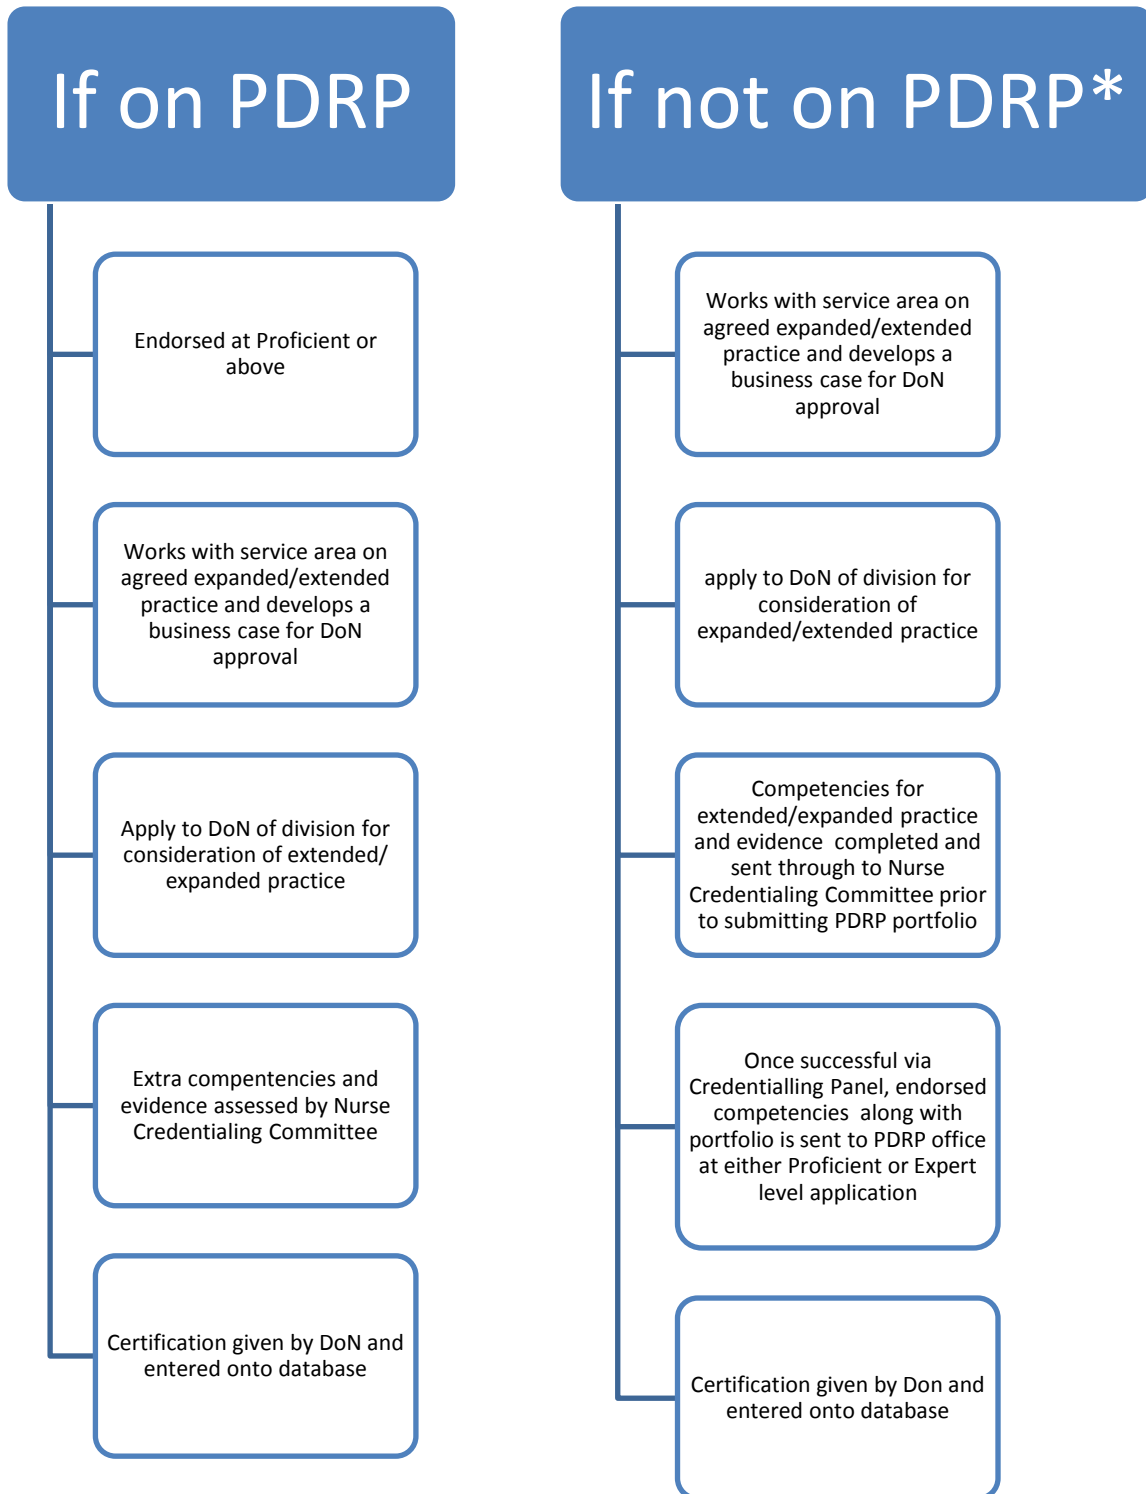 If on PDRP
Endorsed at Proficient or
above
Works with service area on
agreed expanded/extended
practice and develops a
business case for DoN
approval
Apply to DoN of division for
consideration of extended/
expanded practice
Extra compentencies and
evidence assessed by Nurse
Credentialing Committee
Certification given by DoN and
entered onto database
If not on PDRP*
Works with service area on
agreed expanded/extended
practice and develops a
business case for DoN
approval
apply to DoN of division for
consideration of
expanded/extended practice
Competencies for
extended/expanded practice
and evidence completed and
sent through to Nurse
Credentialing Committee prior
to submitting PDRP portfolio
Once successful via
Credentialling Panel, endorsed
competencies along with
portfolio is sent to PDRP office
at either Proficient or Expert
level application
Certification given by Don and
entered onto database